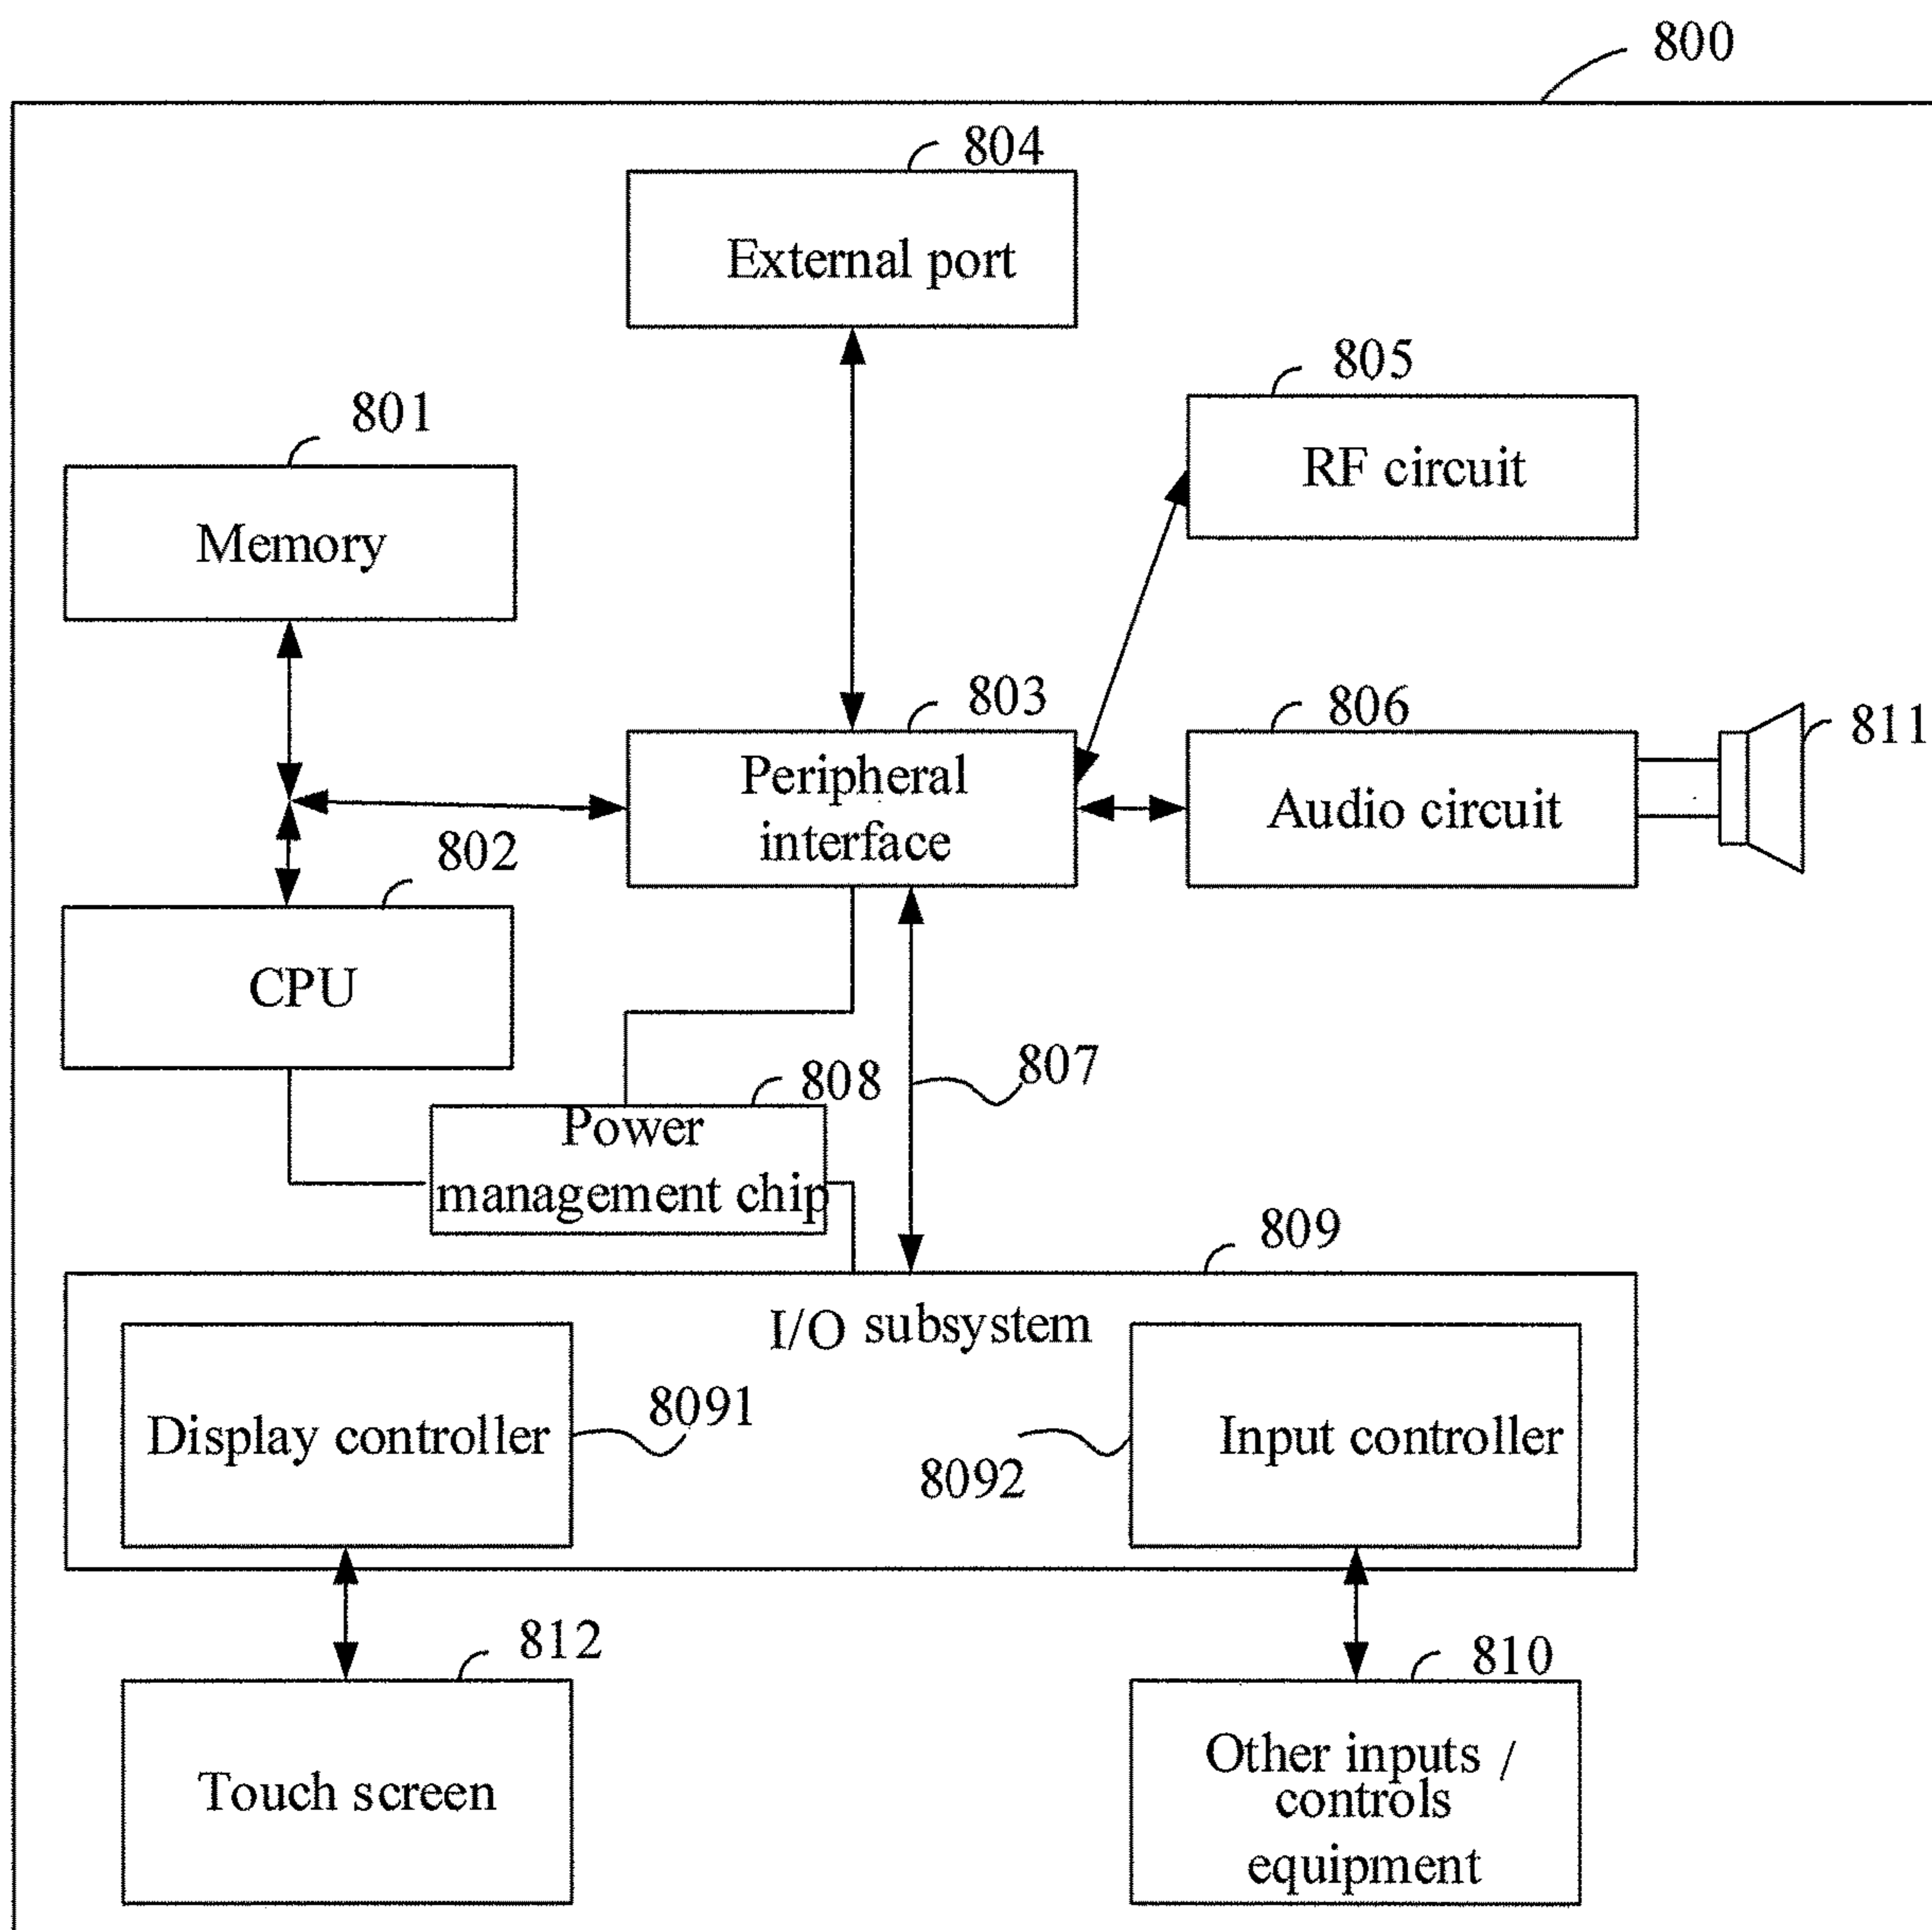 800
804
External port
805
RF circuit
801
Memory
803
Peripheral
interface
806
Audio circuit
811
802
CPU
807
808
Power
management chip
809
I/O subsystem
Display controller
8091
8092
Input controller
812
Touch screen
810
Other inputs /
controls
equipment